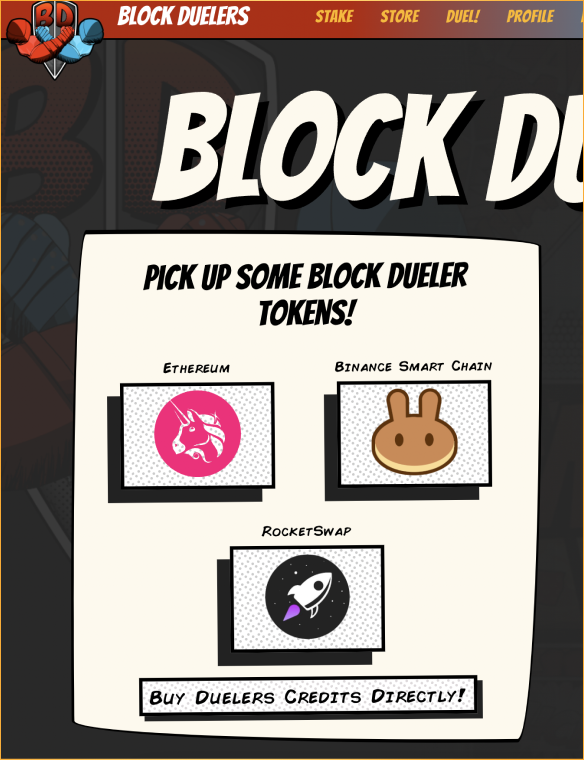 BD
BLOCK DUELERS
STAKE STORE DUEL! PROFILE
BLOCK DU
PICK UP SOME BLOCK DUELER
TOKENS!
ETHEREUM BINANCE SMART CHAIN
ROCKETSWAP
BUY DUELERS CREDITS DIRECTLY!